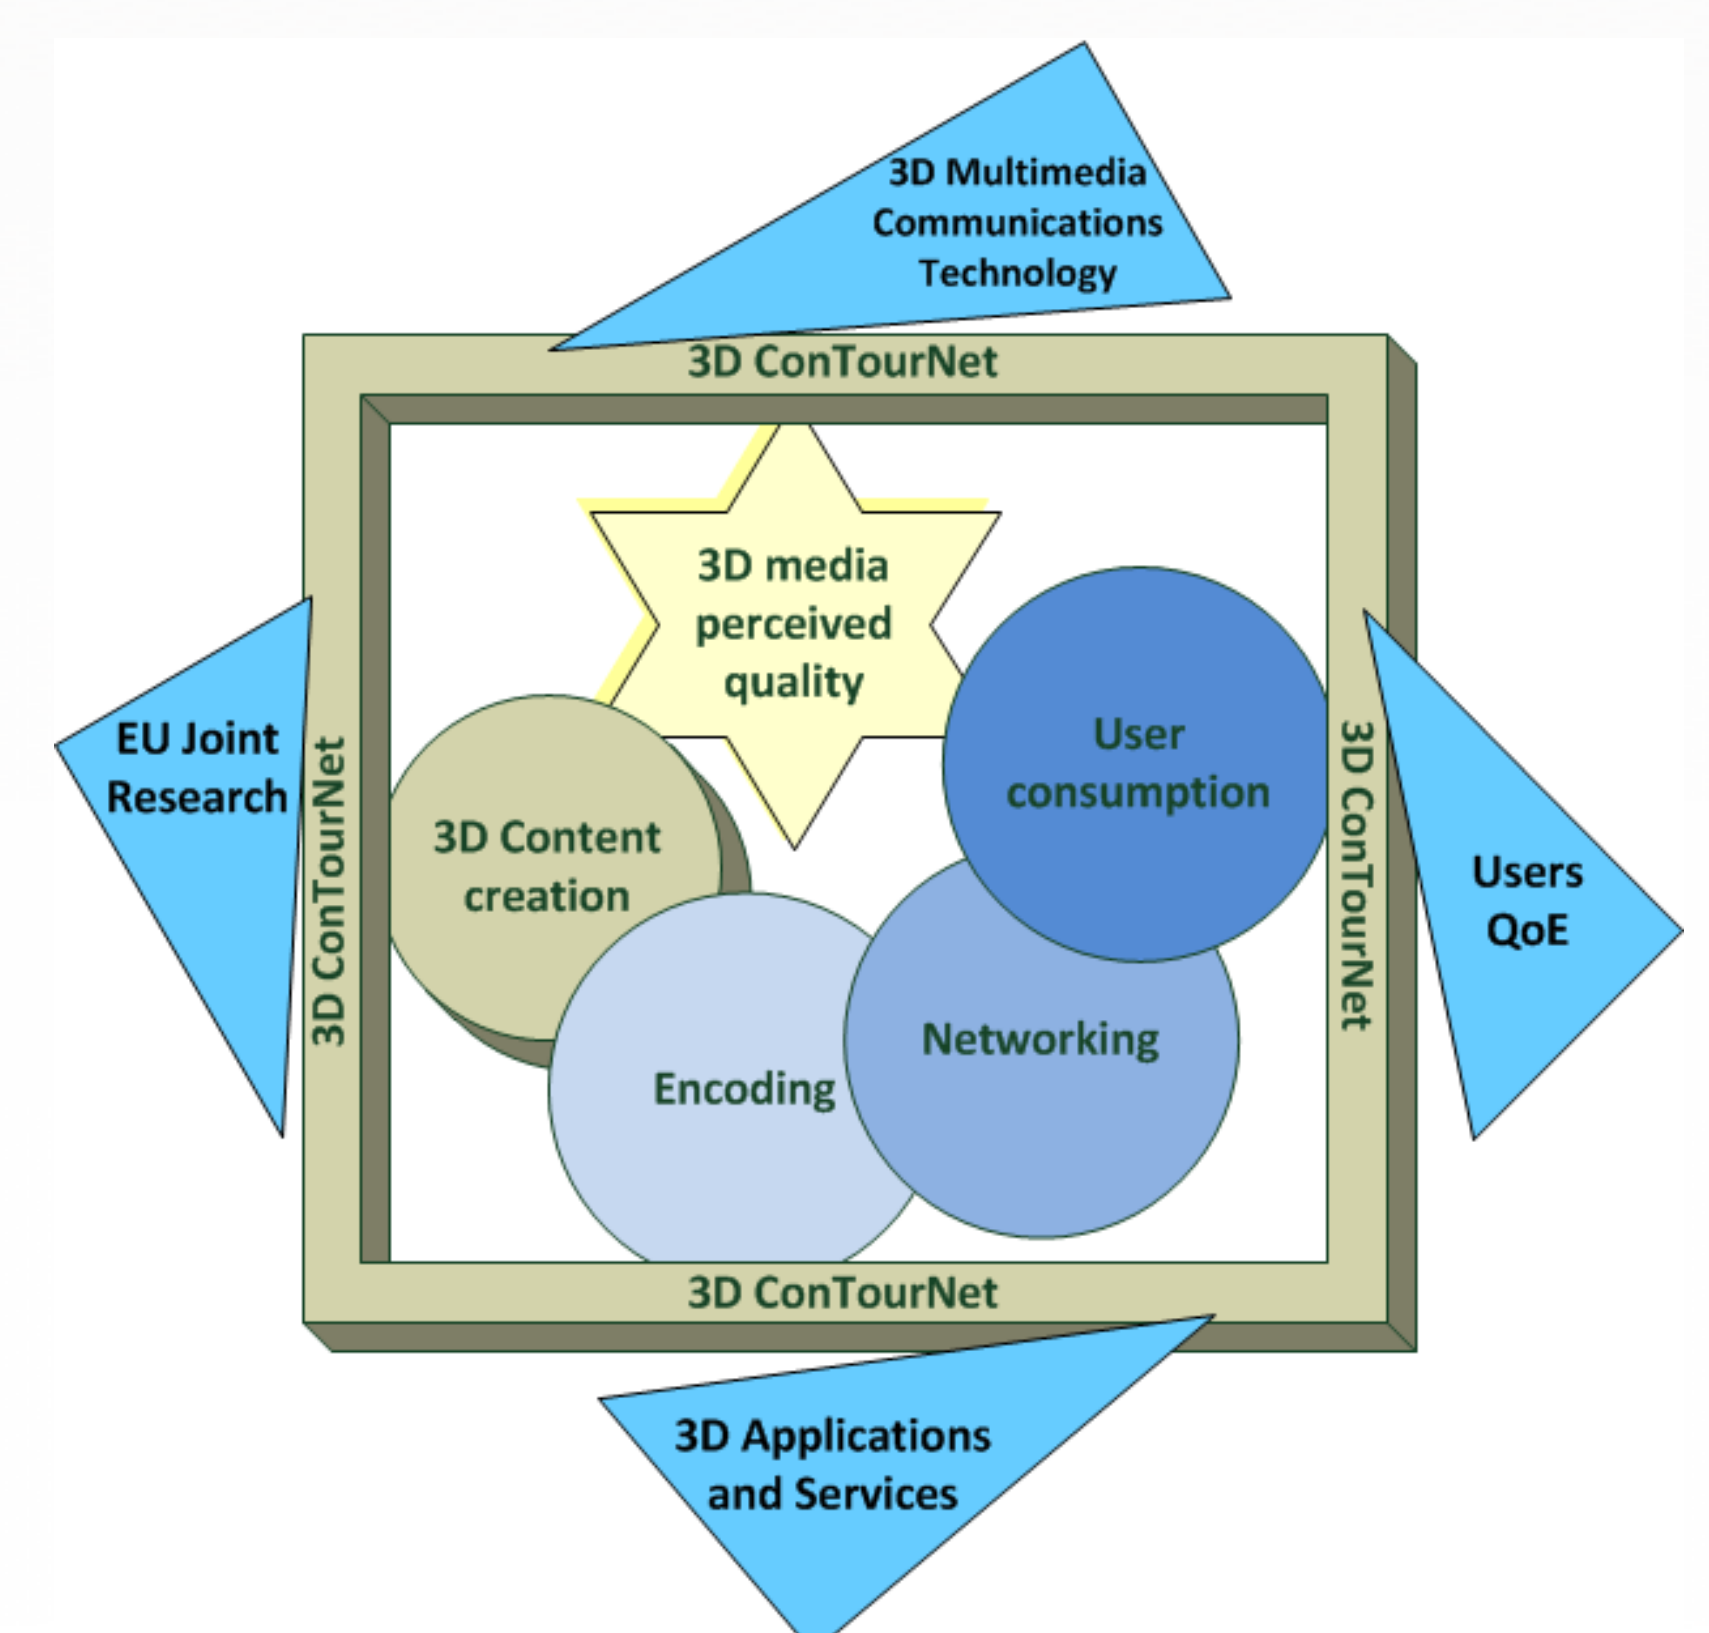 3D Multimedia
Communications
Technology
3D ConTourNet
3D media
perceived
quality
User
consumption
EU Joint
Research
3D ConTourNet
3D ConTourNet
3D Content
creation
Users
QoE
Networking
Encoding
3D ConTourNet
3D Applications
and Services